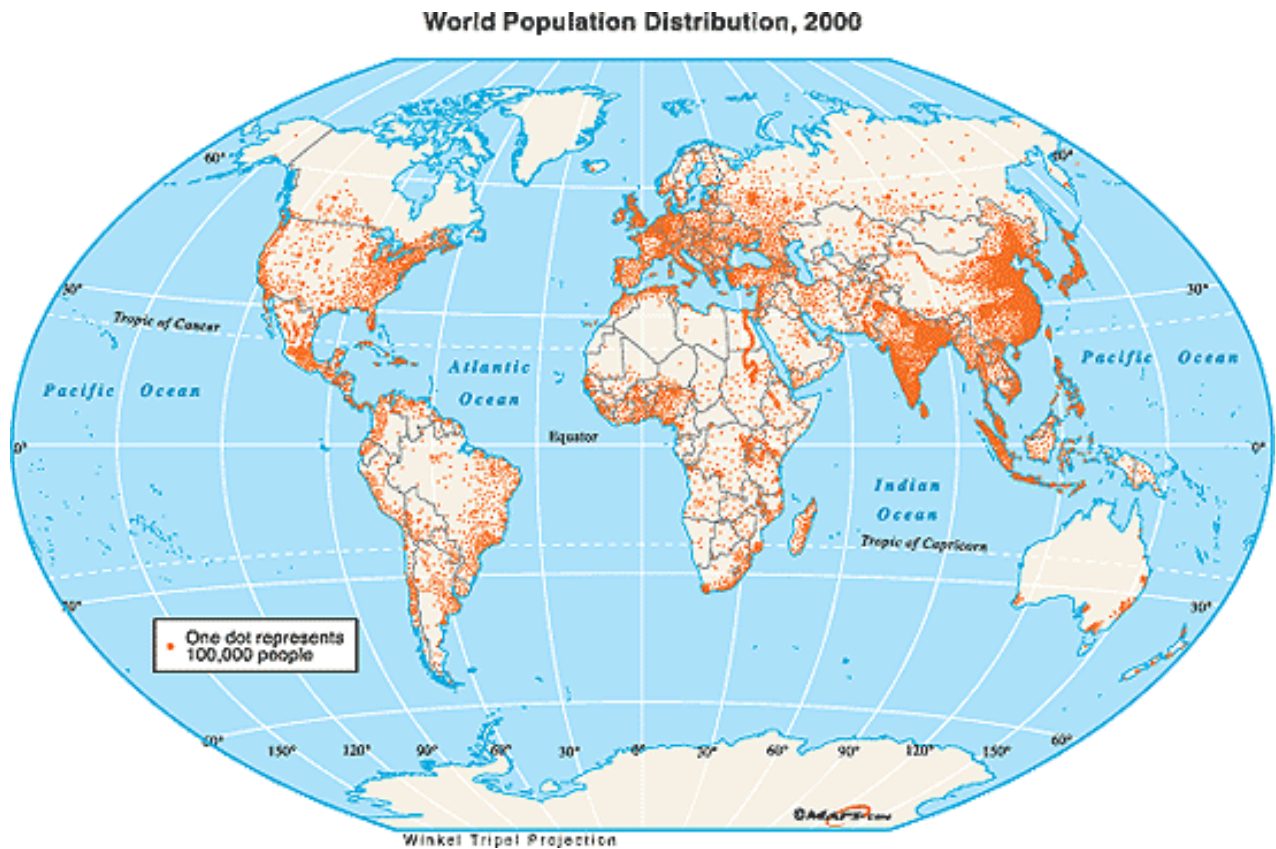 World Population Distribution, 2000
60°
60°
30°
30°
Tropic of Cancer
Atlantic
Ocean
Pacific Ocean
Pacific Ocean
Equator
0°
0°
Indian
Ocean
Tropic of Capricorn
30°
One dot represents
100,000 people
150° 120° 90° 60° 30° 0° 30° 60° 90° 120° 150°
60°
©MAPS.COM
Winkel Tripel Projection